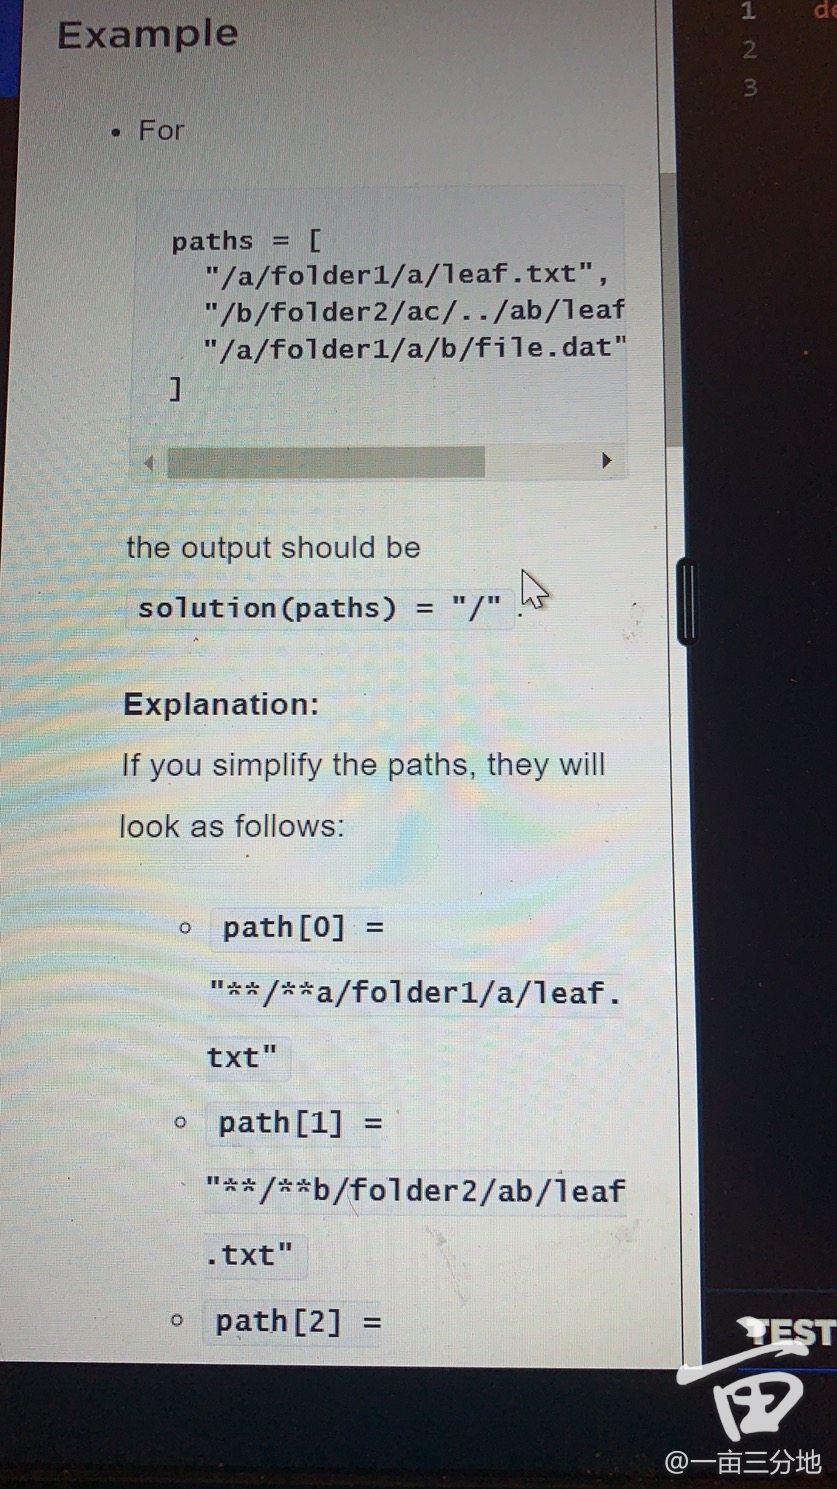 Example
• For
paths = [
"/a/folder1/a/leaf.txt",
"/b/folder2/ac/../ab/leaf
"/a/folder1/a/b/file.dat"
]
the output should be
solution(paths) = "/" .
Explanation:
If you simplify the paths, they will
look as follows:
○ path[0] =
"**/**a/folder1/a/leaf.
txt"
○ path[1] =
"**/**b/folder2/ab/leaf
.txt"
○ path[2] =
1 de
2
3
TEST
@一亩三分地